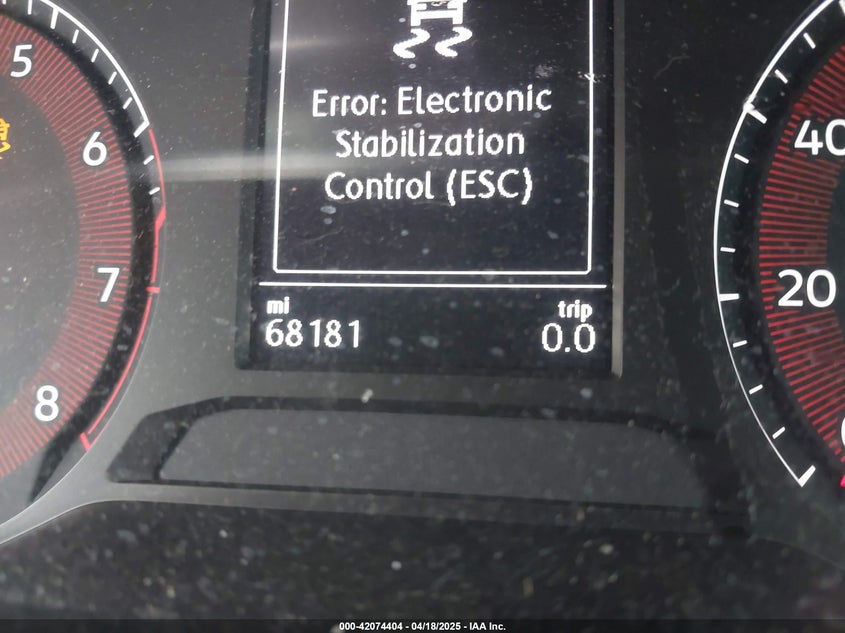 5
6
7
8
Error: Electronic
Stabilization
Control (ESC)
mi
68181
trip
0.0
40
20
000-42074404 - 04/18/2025 - IAA Inc.